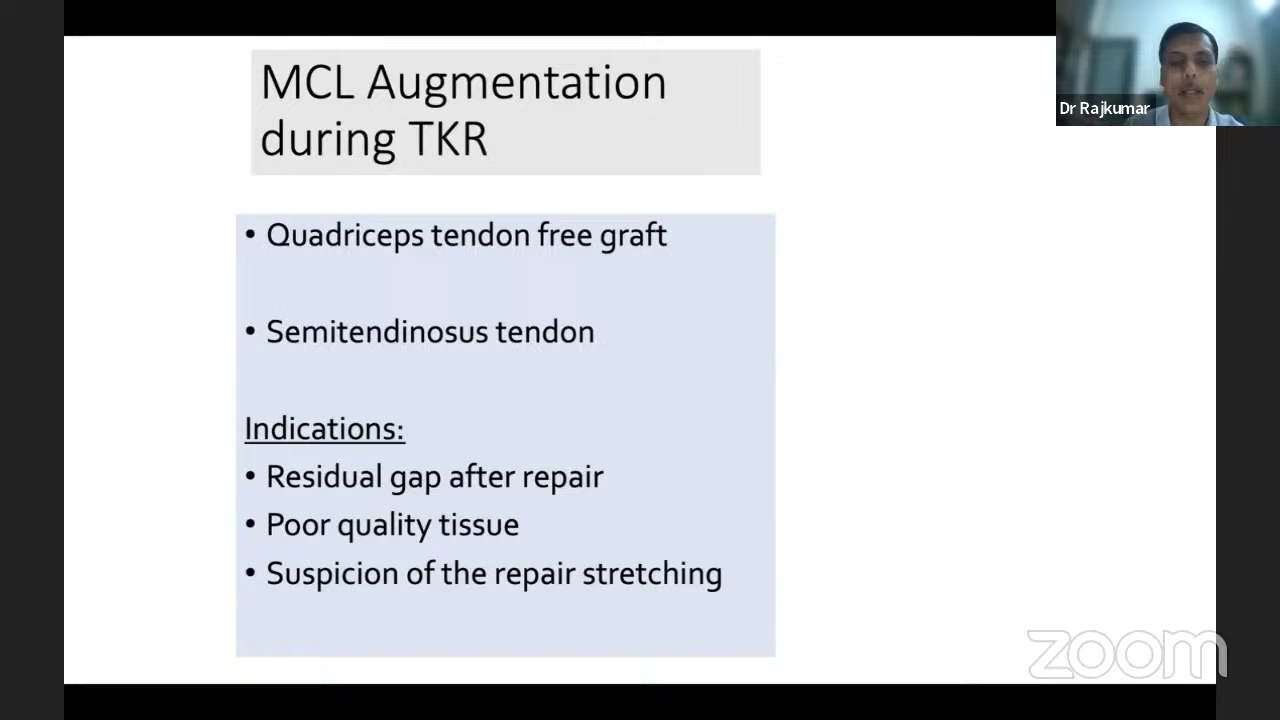 MCL Augmentation
during TKR
Dr Rajkumar
• Quadriceps tendon free graft
• Semitendinosus tendon
Indications:
• Residual gap after repair
• Poor quality tissue
• Suspicion of the repair stretching
zoom